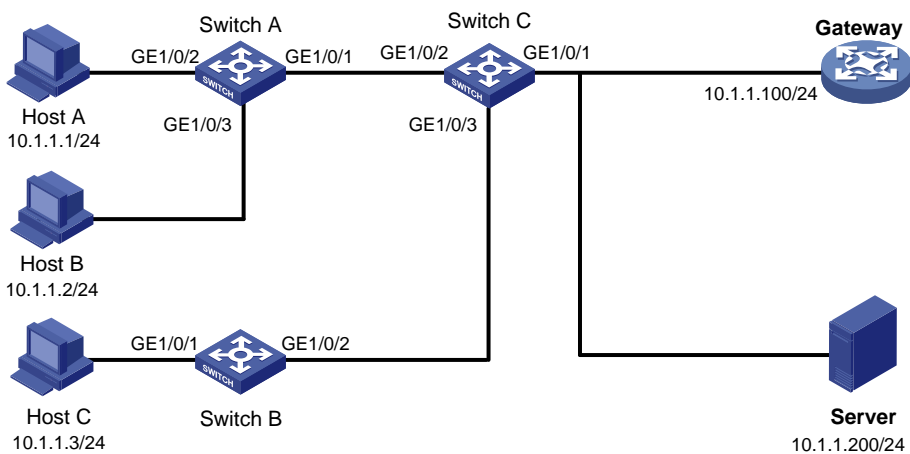 Switch A
Switch C
Gateway
GE1/0/2
GE1/0/1
GE1/0/2
GE1/0/1
SWITCH
SWITCH
10.1.1.100/24
Host A
10.1.1.1/24
GE1/0/3
GE1/0/3
Host B
10.1.1.2/24
GE1/0/1
GE1/0/2
SWITCH
Host C
10.1.1.3/24
Switch B
Server
10.1.1.200/24